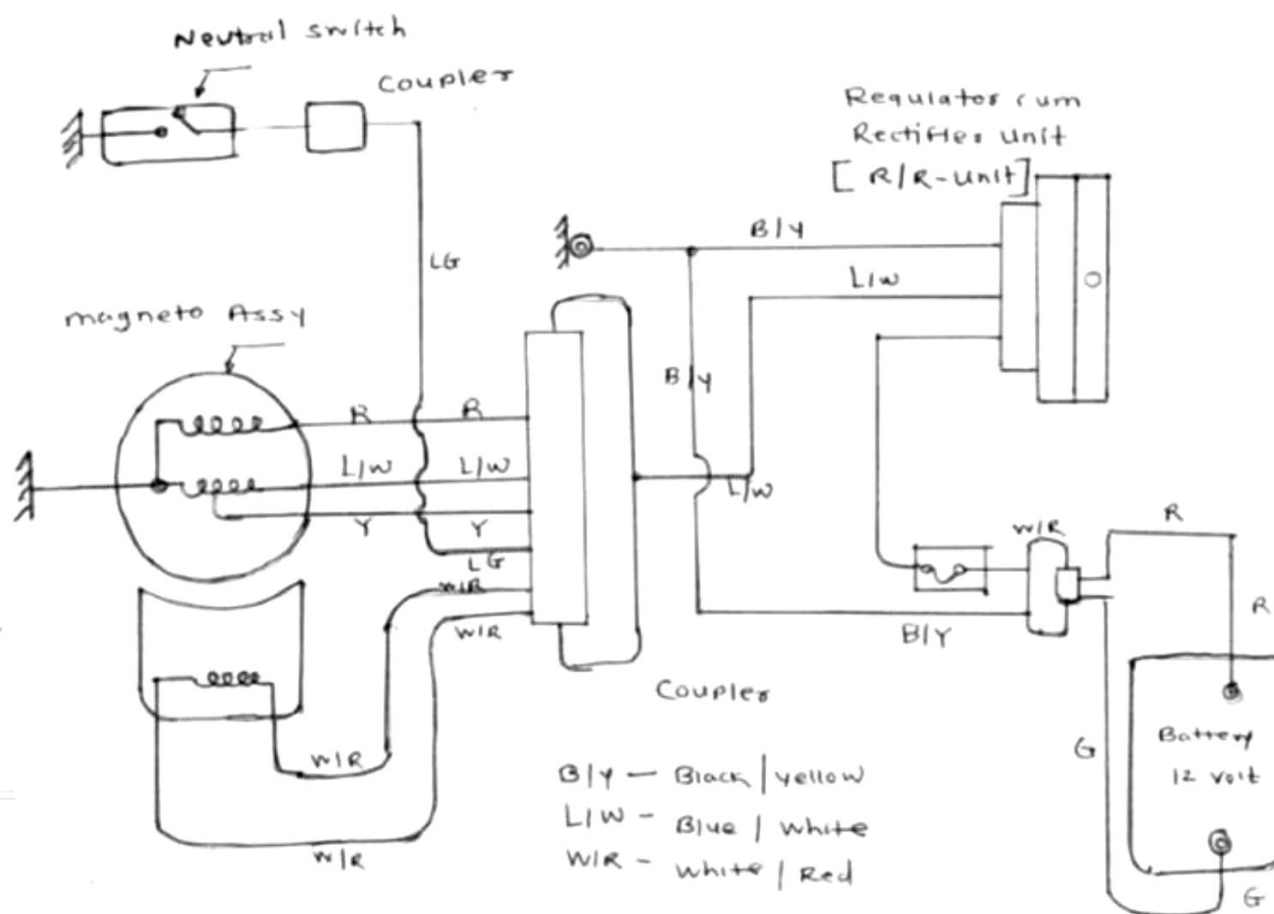 Neutral switch
Coupler
Regulator cum
Rectifier unit
[R/R-unit]
B/Y
LG
L/W
magneto Assy
B/Y
R R
L/W L/W
L/W
Y Y
LG
W/R
W/R
W/R
R
R
B/Y
Coupler
W/R
W/R
G
Battery
12 volt
G
B/Y — Black / yellow
L/W - Blue / White
W/R - White / Red